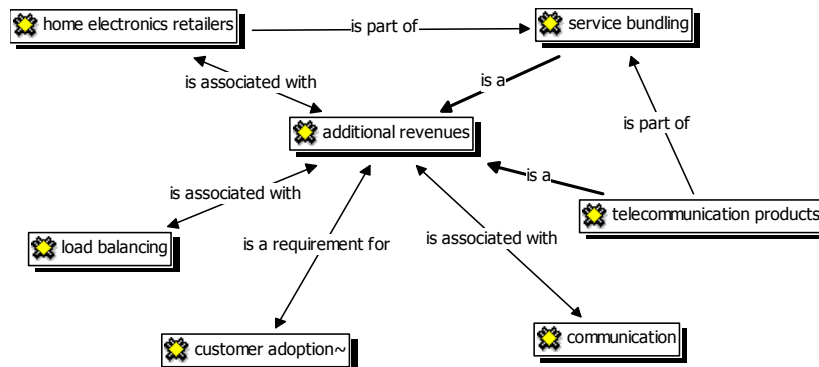 home electronics retailers
is part of
service bundling
is associated with
is a
additional revenues
is part of
is associated with
is a
telecommunication products
load balancing
is a requirement for
is associated with
customer adoption~
communication